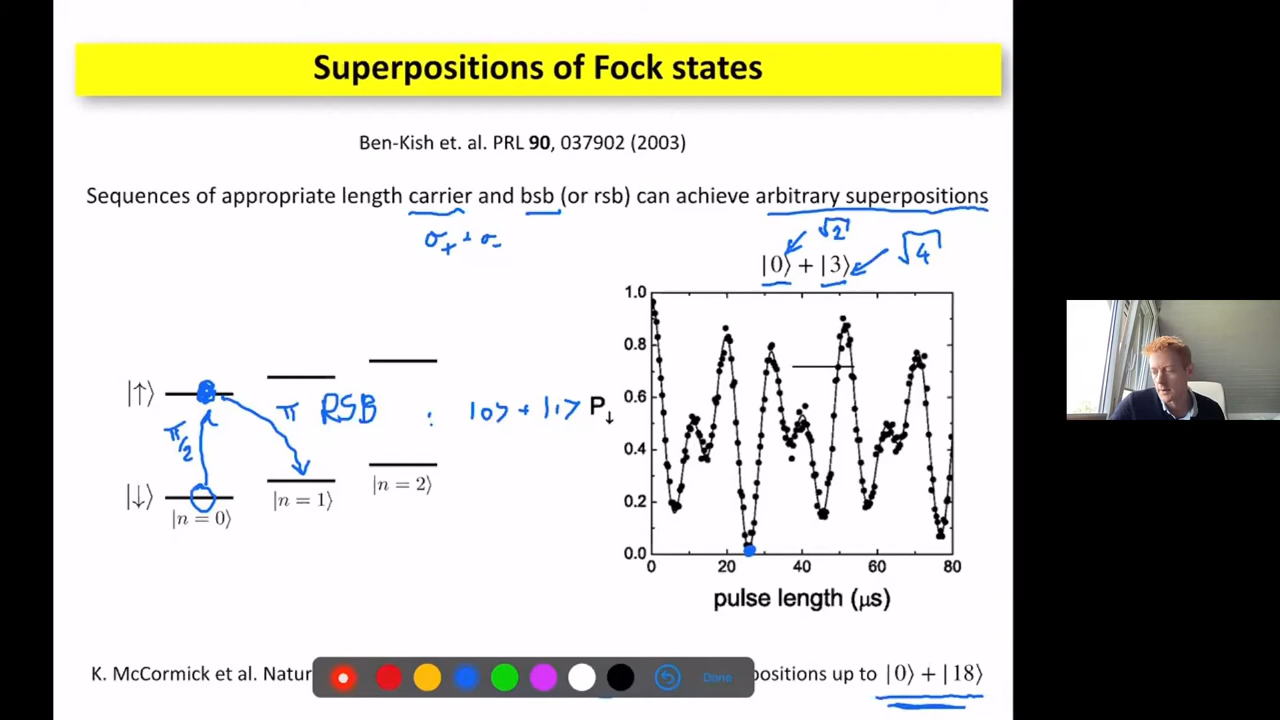 Superpositions of Fock states
Ben-Kish et. al. PRL 90, 037902 (2003)
Sequences of appropriate length carrier and bsb (or rsb) can achieve arbitrary superpositions
σ₊ + σ₋
√2
√4
|0⟩ + |3⟩
1.0
0.8
0.6
0.4
0.2
0.0
P↓
0 20 40 60 80
pulse length (μs)
|↑⟩
π/2
π RSB : |0⟩ + |1⟩
|↓⟩
|n = 0⟩
|n = 1⟩
|n = 2⟩
K. McCormick et al. Natur
positions up to |0⟩ + |18⟩
Done